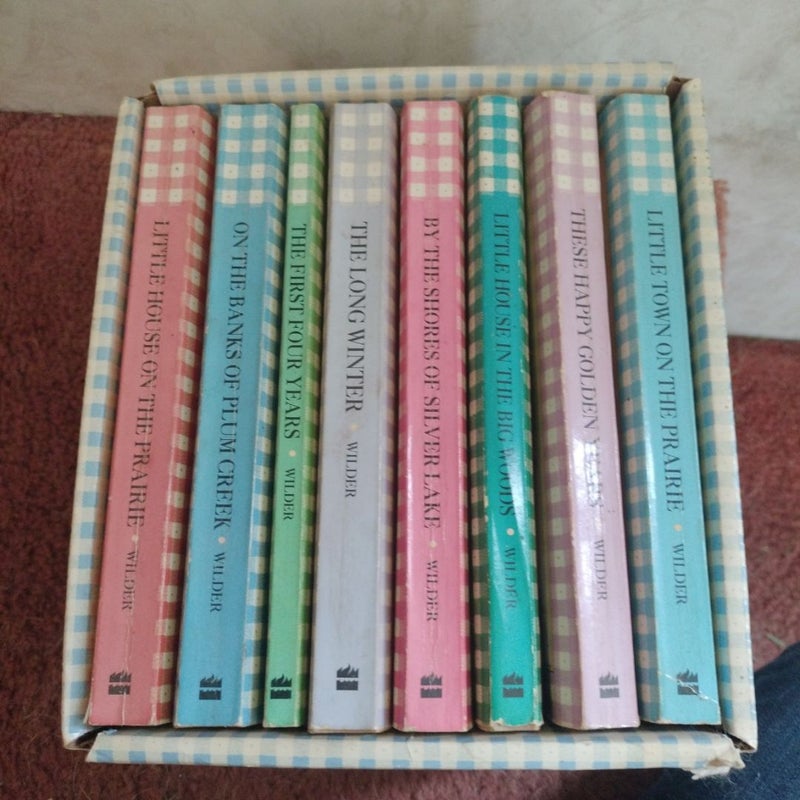 LITTLE HOUSE ON THE PRAIRIE • WILDER
ON THE BANKS OF PLUM CREEK • WILDER
THE FIRST FOUR YEARS • WILDER
THE LONG WINTER • WILDER
BY THE SHORES OF SILVER LAKE • WILDER
LITTLE HOUSE IN THE BIG WOODS • WILDER
THESE HAPPY GOLDEN YEARS • WILDER
LITTLE TOWN ON THE PRAIRIE • WILDER